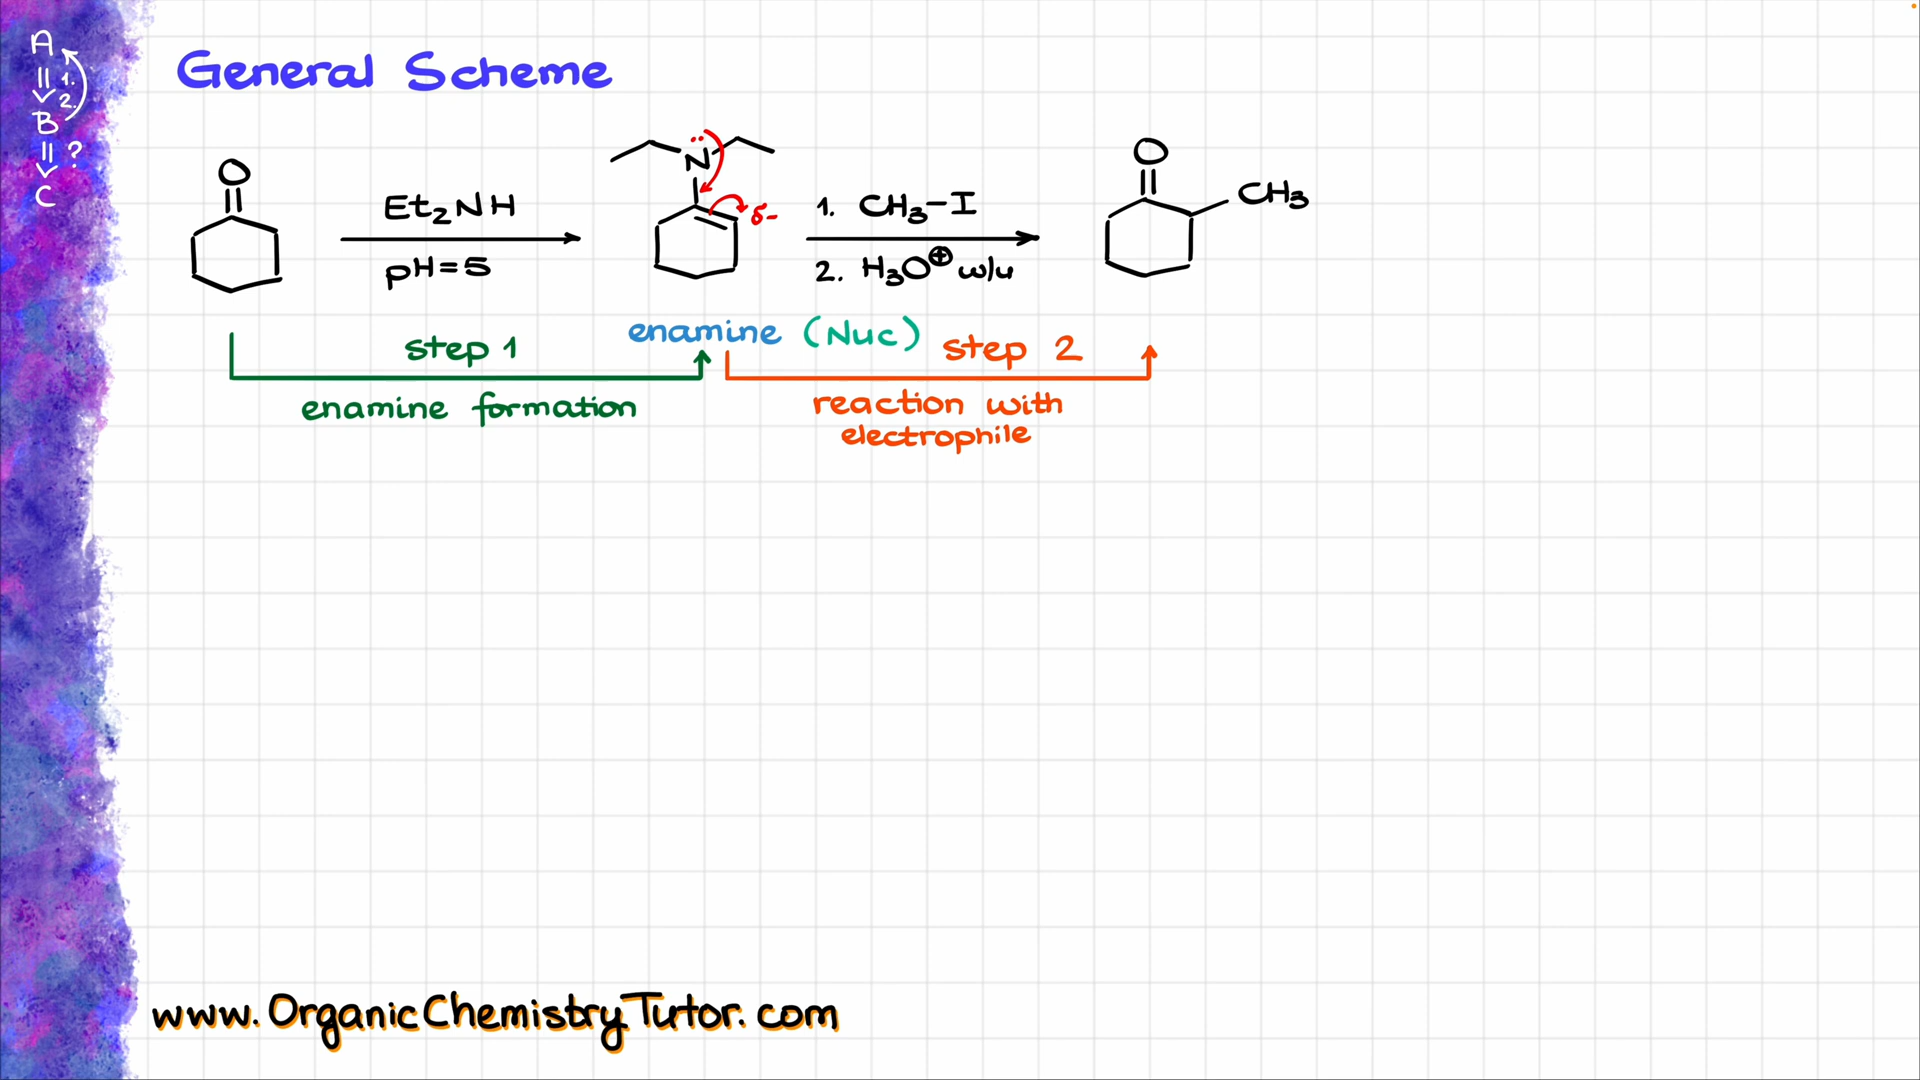 A
1.
2.
B
?
C
General Scheme
O
Et₂NH
pH=5
N
δ-
1. CH₃-I
2. H₃O⊕ w/u
O
CH₃
step 1
enamine formation
enamine (Nuc)
step 2
reaction with
electrophile
www.OrganicChemistryTutor.com